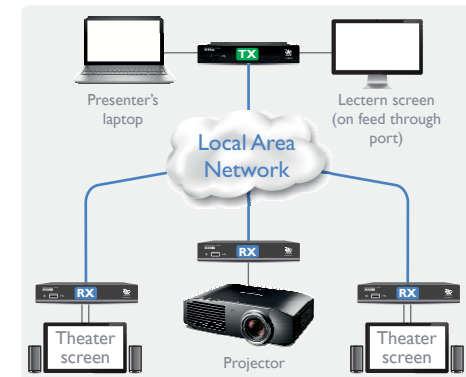 TX
Presenter's
laptop
Lectern screen
(on feed through
port)
Local Area
Network
RX
RX
RX
Theater
screen
Projector
Theater
screen